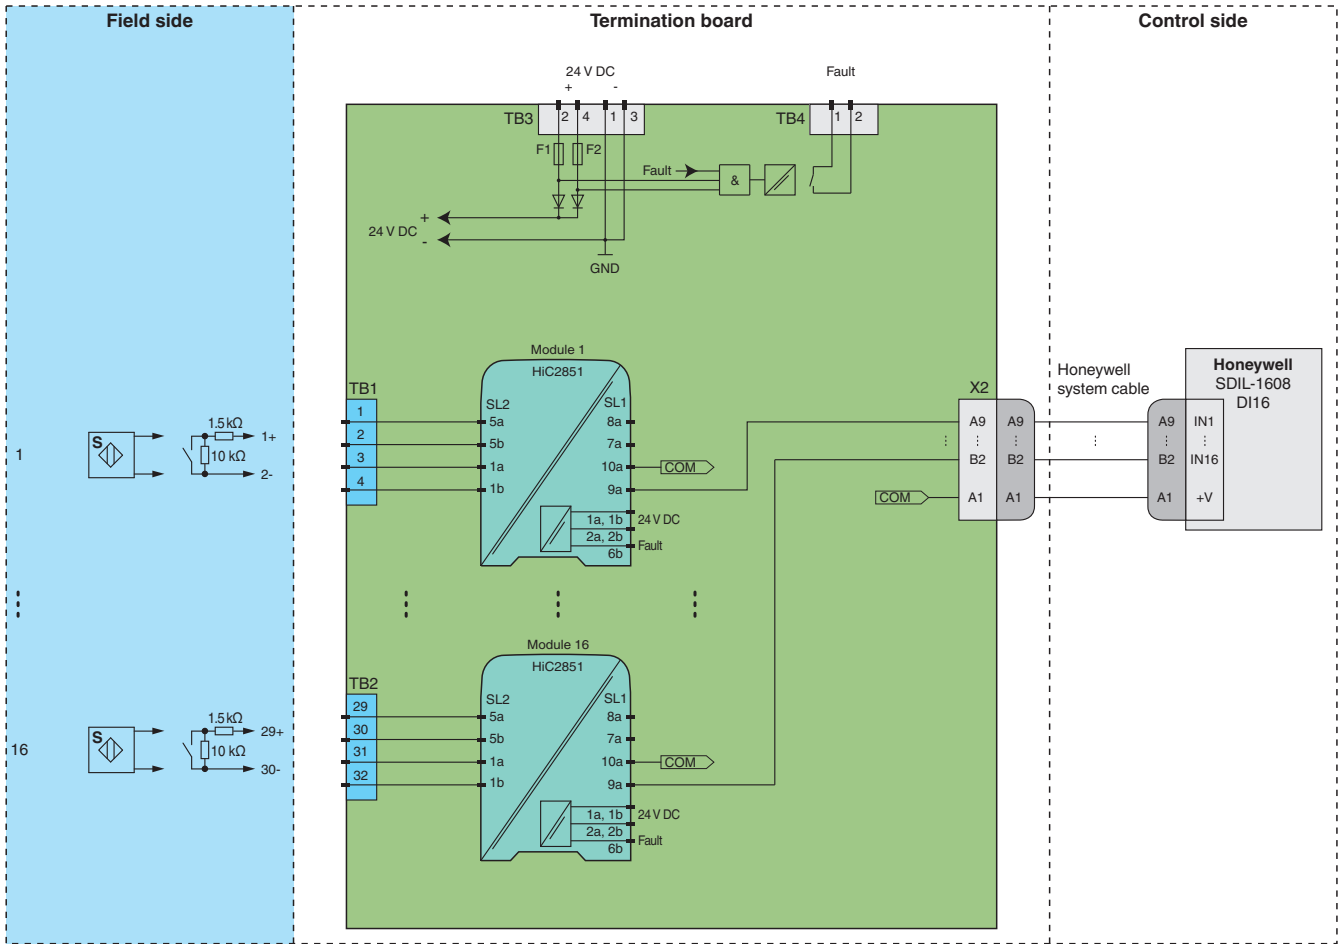 Field side
Termination board
Control side
24 V DC
+ -
Fault
TB3
2 4 1 3
TB4
1 2
F1 F2
Fault
&
+
24 V DC
-
GND
Module 1
HiC2851
TB1
1
2
3
4
SL2
5a
5b
1a
1b
SL1
8a
7a
10a
9a
COM
1a, 1b
2a, 2b
6b
24 V DC
Fault
1
S
1.5 kΩ
10 kΩ
1+
2-
X2
A9
B2
A1
A9
B2
A1
COM
Honeywell
system cable
A9
B2
A1
IN1
IN16
+V
Honeywell
SDIL-1608
DI16
Module 16
HiC2851
TB2
29
30
31
32
SL2
5a
5b
1a
1b
SL1
8a
7a
10a
9a
COM
1a, 1b
2a, 2b
6b
24 V DC
Fault
16
S
1.5 kΩ
10 kΩ
29+
30-